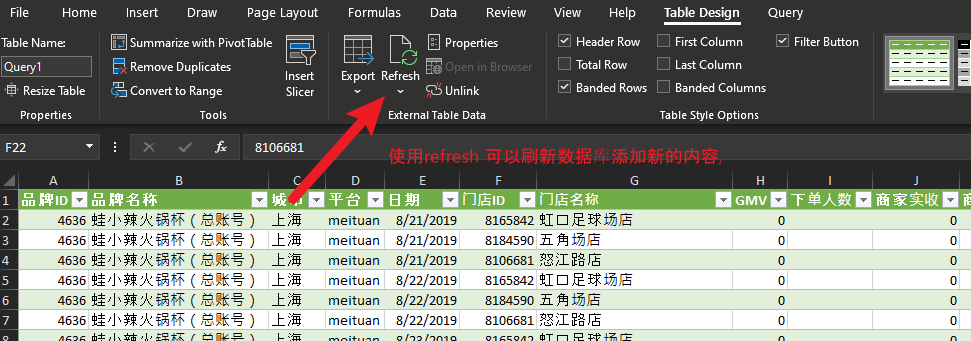 File Home Insert Draw Page Layout Formulas Data Review View Help Table Design Query
Table Name:
Query1
Resize Table
Properties
Summarize with PivotTable
Remove Duplicates
Convert to Range
Tools
Insert
Slicer
Export
Refresh
Properties
Open in Browser
Unlink
External Table Data
Header Row
Total Row
Banded Rows
First Column
Last Column
Banded Columns
Filter Button
Table Style Options
F22 fx 8106681
使用refresh 可以刷新数据库添加新的内容,
A B C D E F G H I J
1 品牌ID 品牌名称 城市 平台 日期 门店ID 门店名称 GMV 下单人数 商家实收
2 4636 蛙小辣火锅杯（总账号） 上海 meituan 8/21/2019 8165842 虹口足球场店 0 0 0
3 4636 蛙小辣火锅杯（总账号） 上海 meituan 8/21/2019 8184590 五角场店 0 0 0
4 4636 蛙小辣火锅杯（总账号） 上海 meituan 8/21/2019 8106681 怒江路店 0 0 0
5 4636 蛙小辣火锅杯（总账号） 上海 meituan 8/22/2019 8165842 虹口足球场店 0 0 0
6 4636 蛙小辣火锅杯（总账号） 上海 meituan 8/22/2019 8184590 五角场店 0 0 0
7 4636 蛙小辣火锅杯（总账号） 上海 meituan 8/22/2019 8106681 怒江路店 0 0 0